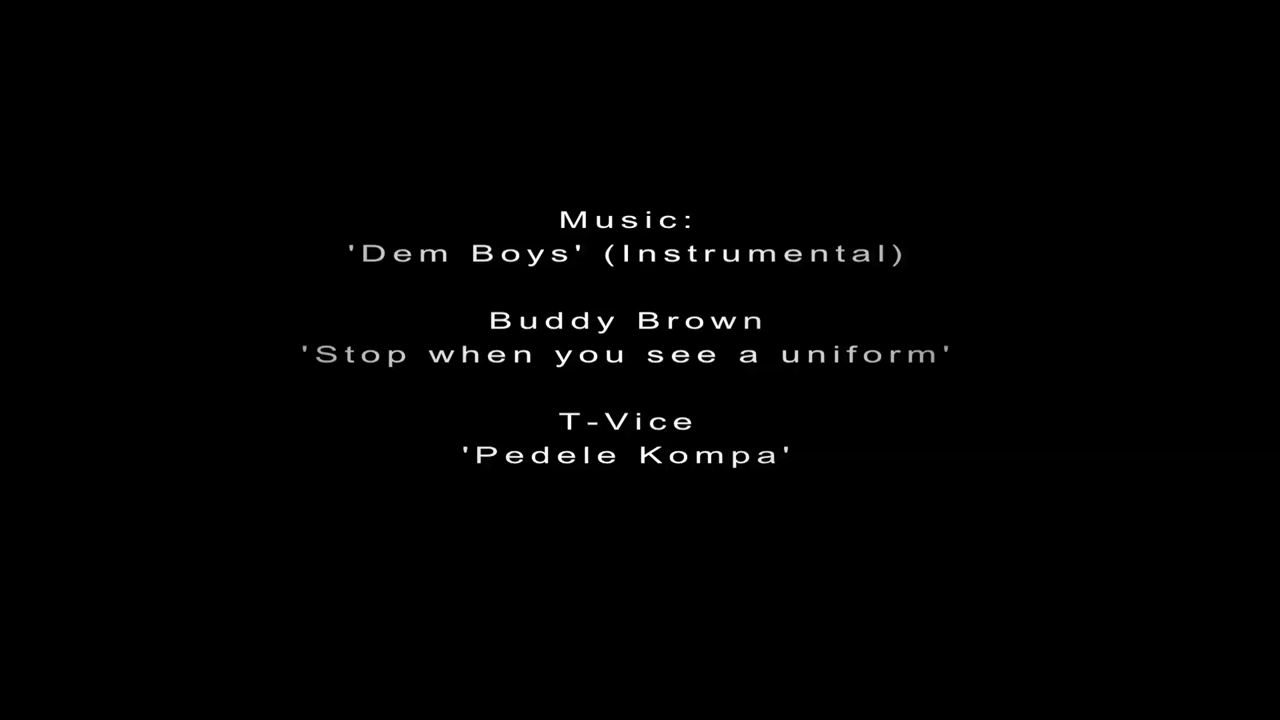 Music:
'Dem Boys' (Instrumental)
Buddy Brown
'Stop when you see a uniform'
T-Vice
'Pedele Kompa'